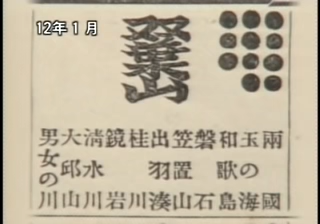 12年1月
双葉山
兩國
玉の海
和歌島
磐石
笠置山
出羽湊
桂川
鏡岩
清水川
大邱山
男女の川